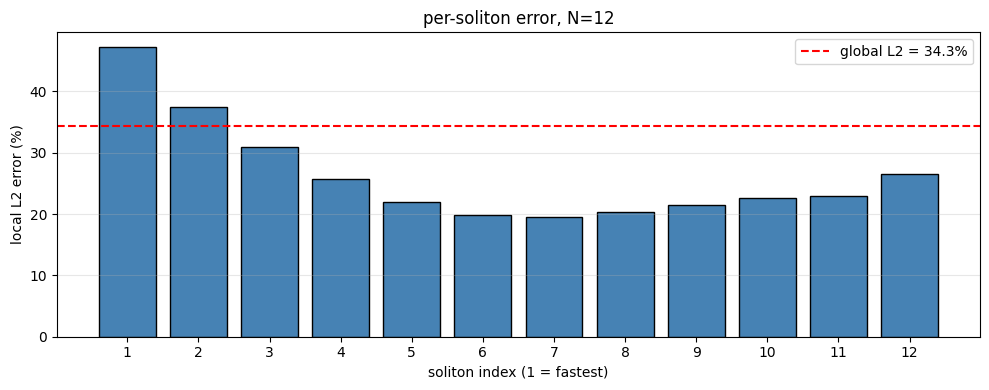 per-soliton error, N=12
global L2 = 34.3%
local L2 error (%)
40
30
20
10
0
1 2 3 4 5 6 7 8 9 10 11 12
soliton index (1 = fastest)